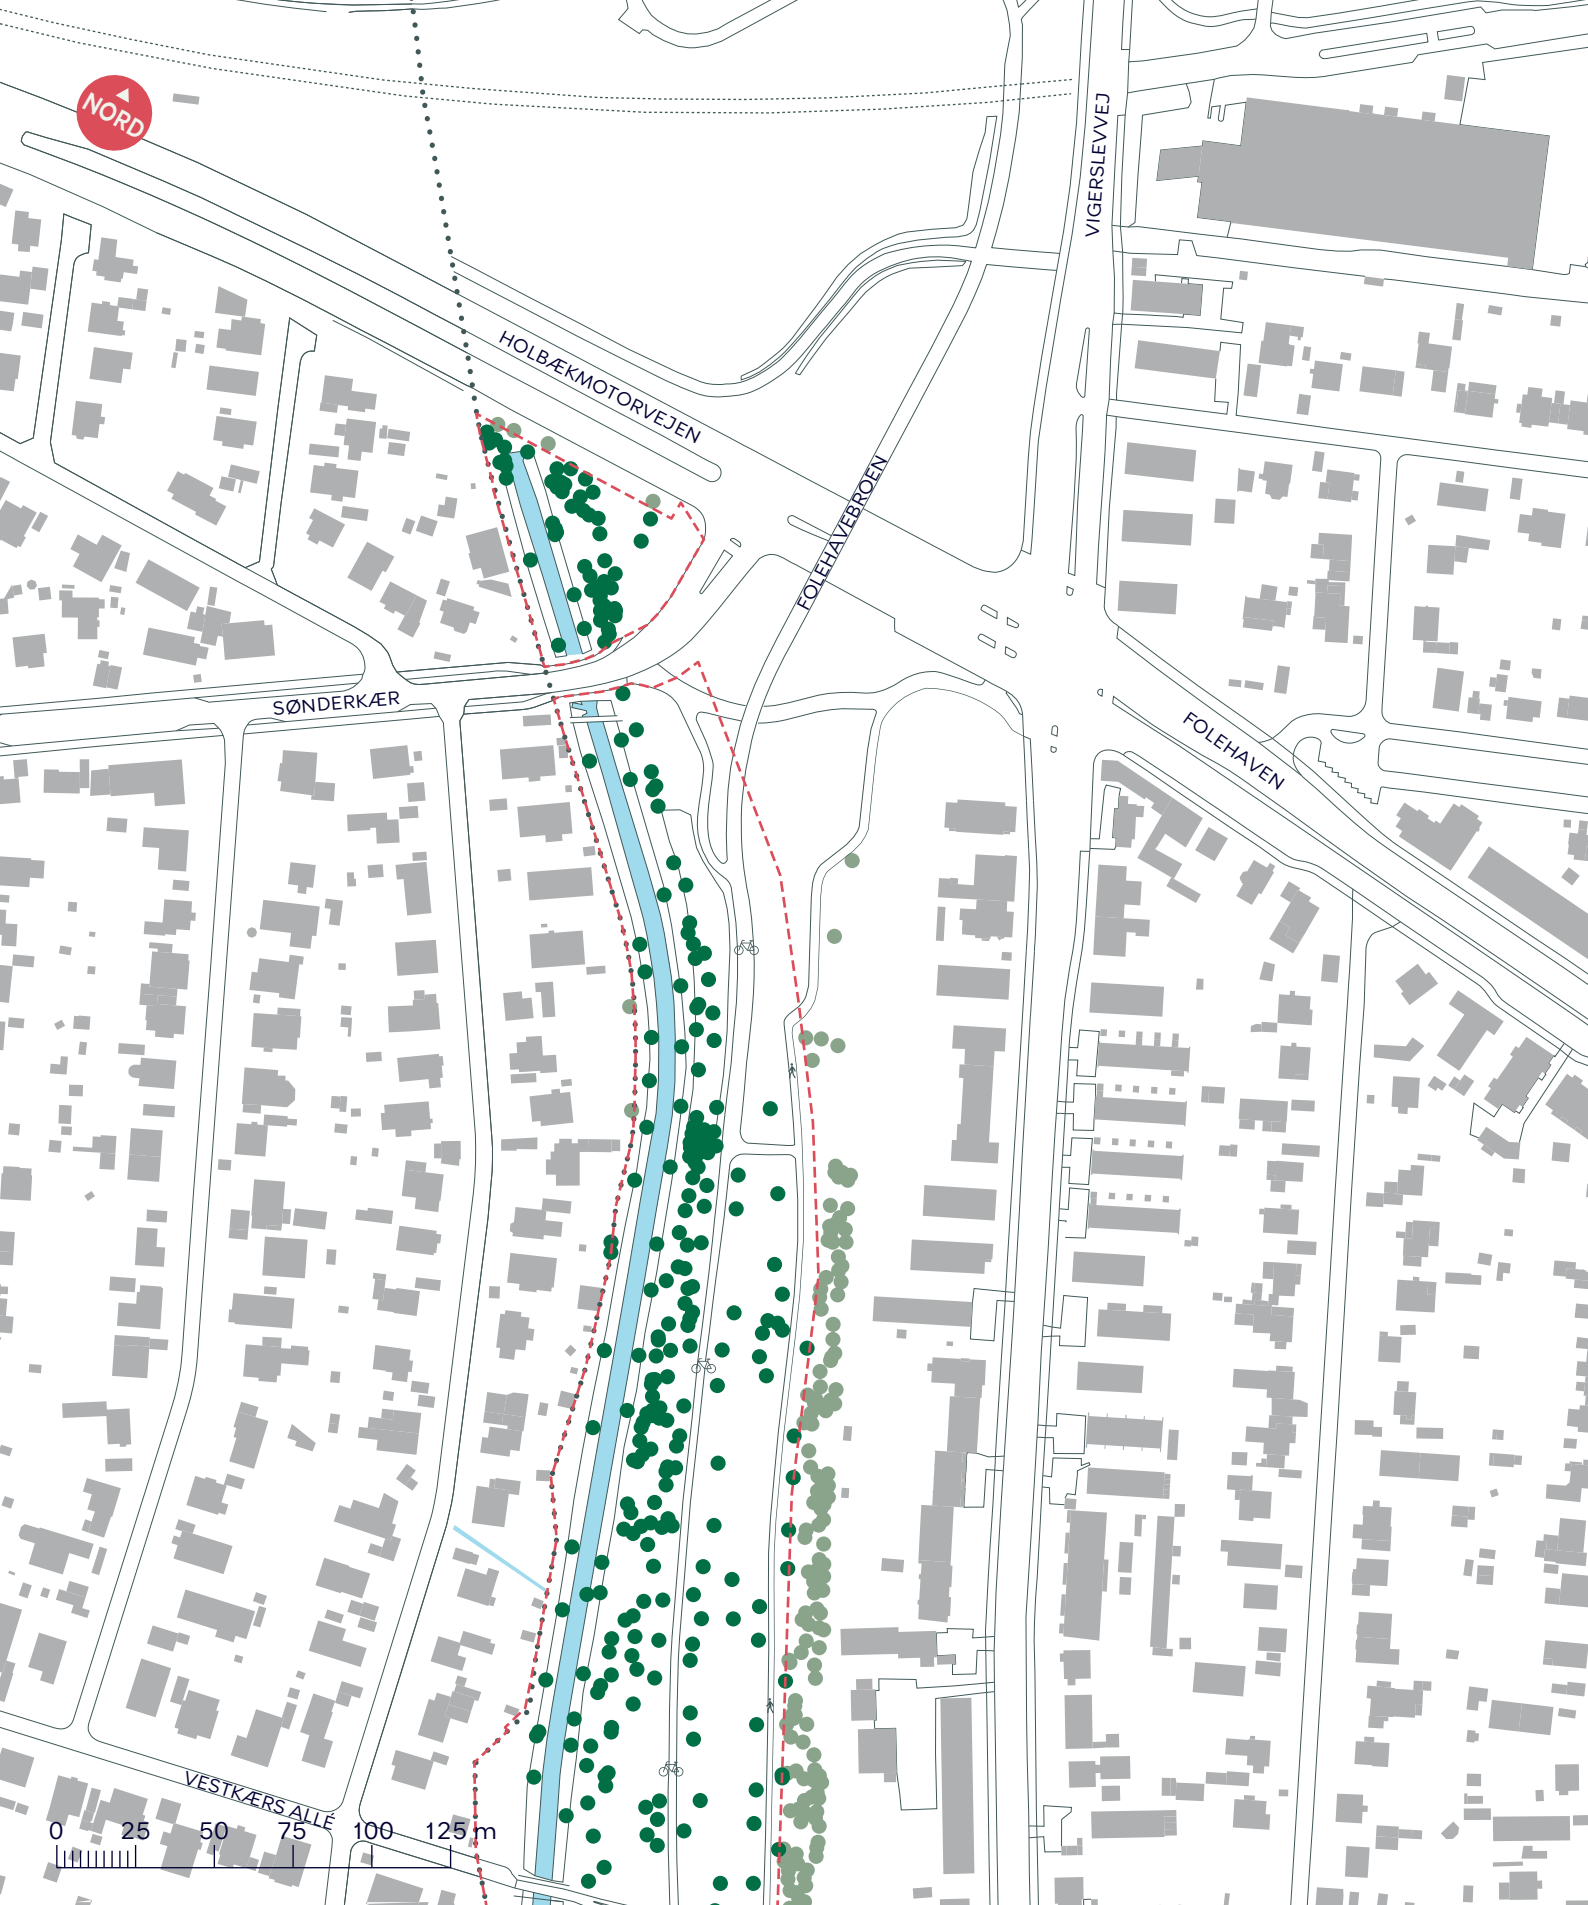 NORD
VIGERSLEVVEJ
HOLBÆKMOTORVEJEN
FOLEHAVEBROEN
SØNDERKÆR
FOLEHAVEN
VESTKÆRS ALLÉ
0 25 50 75 100 125 m